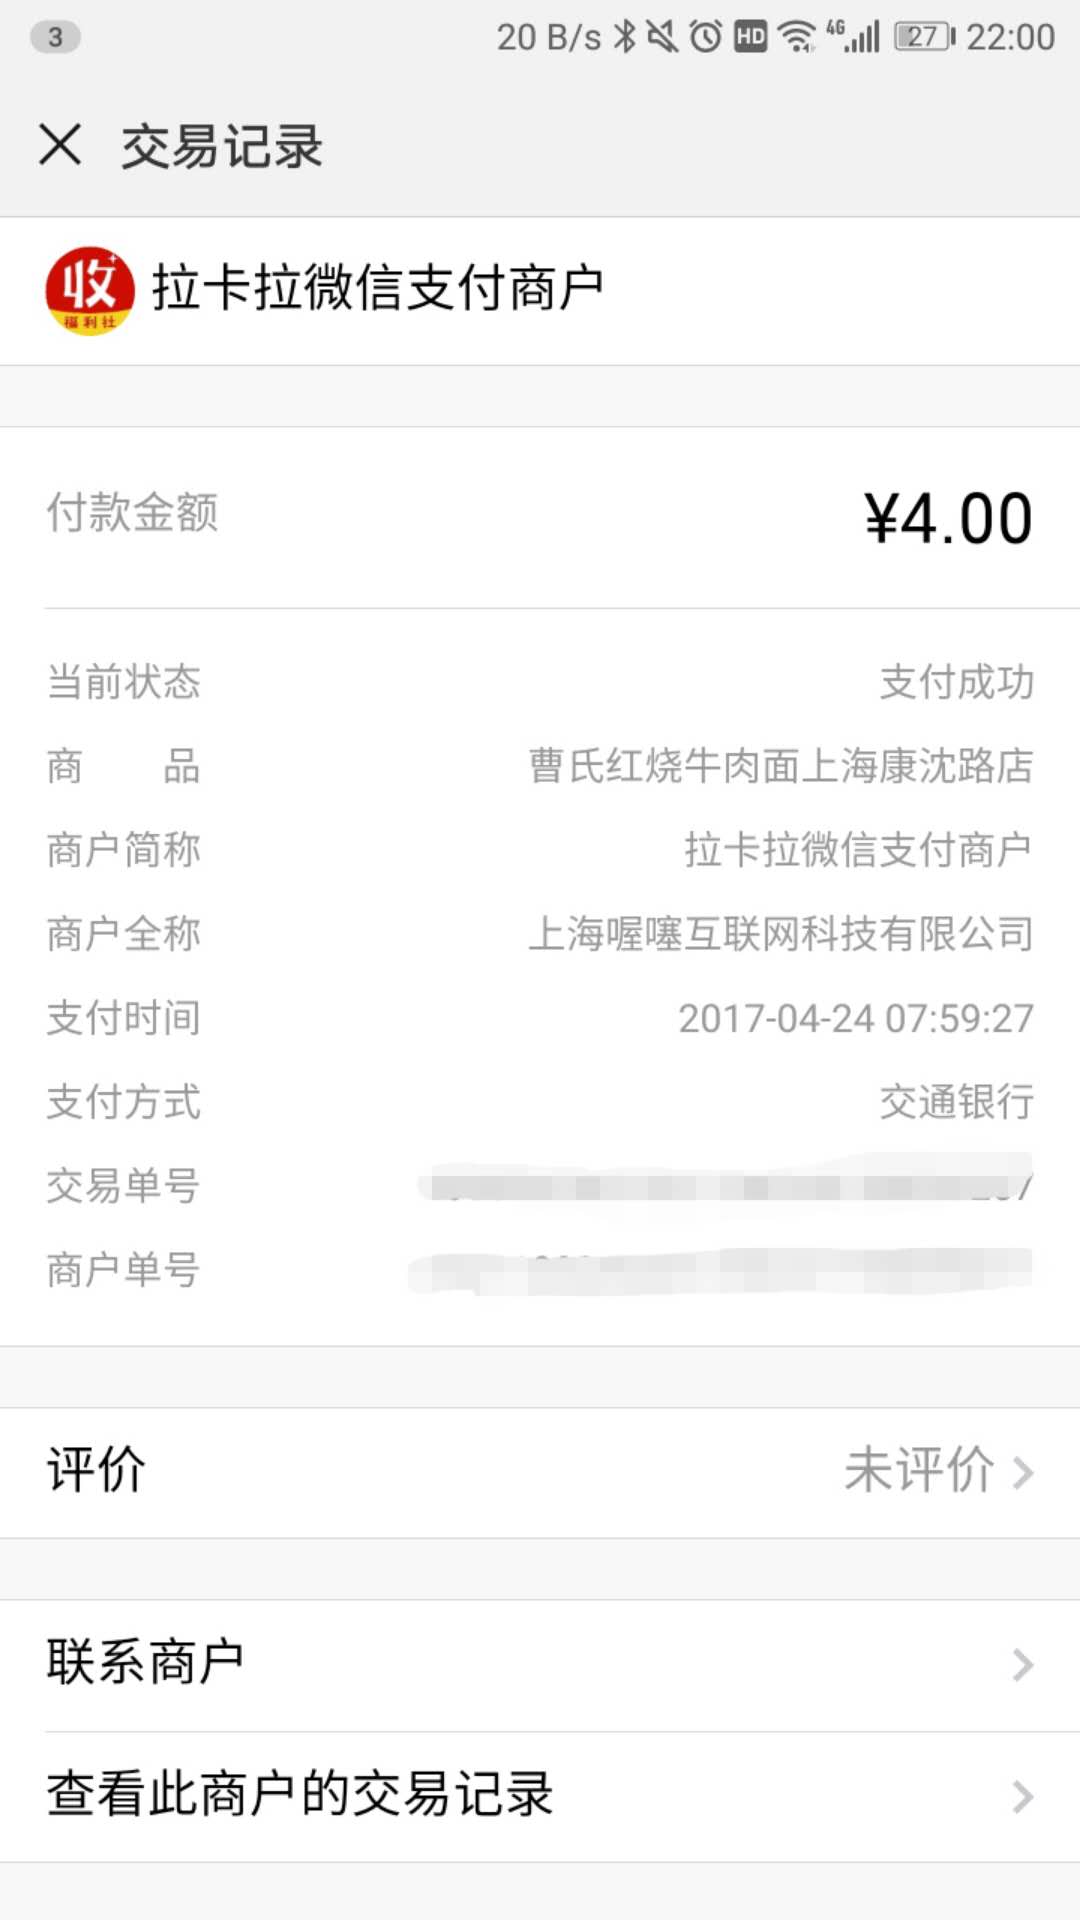 3 20 B/s HD 4G 27 22:00
交易记录
收
福利社
拉卡拉微信支付商户
付款金额 ¥4.00
当前状态 支付成功
商 品 曹氏红烧牛肉面上海康沈路店
商户简称 拉卡拉微信支付商户
商户全称 上海喔噻互联网科技有限公司
支付时间 2017-04-24 07:59:27
支付方式 交通银行
交易单号
商户单号
评价 未评价
联系商户
查看此商户的交易记录